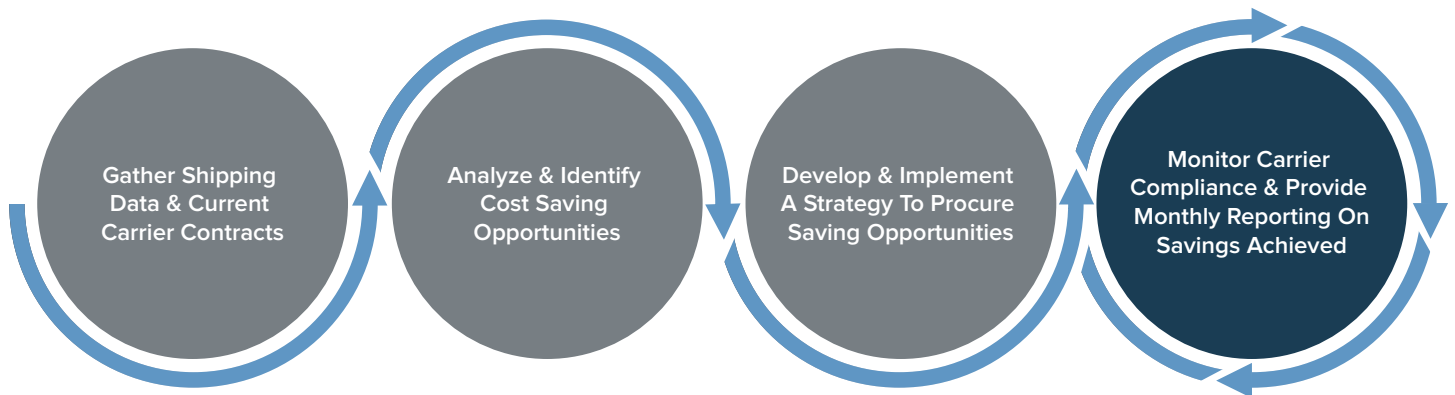 Gather Shipping
Data & Current
Carrier Contracts
Analyze & Identify
Cost Saving
Opportunities
Develop & Implement
A Strategy To Procure
Saving Opportunities
Monitor Carrier
Compliance & Provide
Monthly Reporting On
Savings Achieved